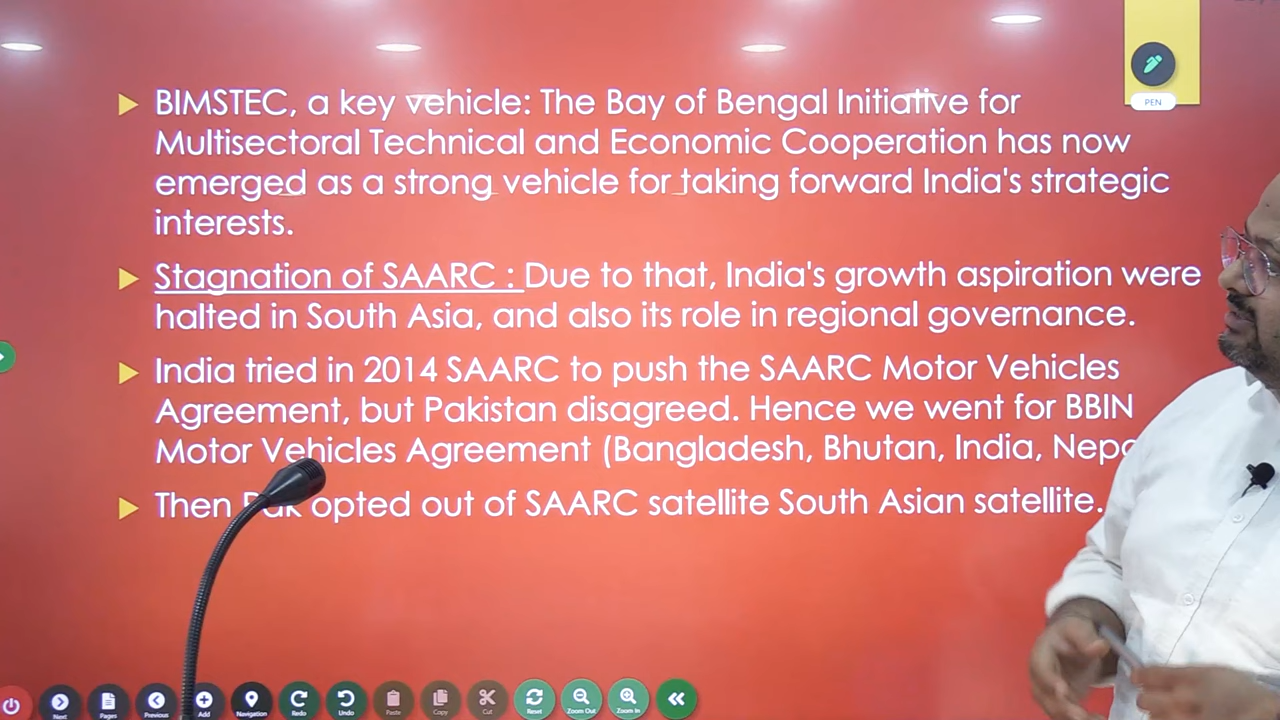 PEN
BIMSTEC, a key vehicle: The Bay of Bengal Initiative for
Multisectoral Technical and Economic Cooperation has now
emerged as a strong vehicle for taking forward India's strategic
interests.
Stagnation of SAARC : Due to that, India's growth aspiration were
halted in South Asia, and also its role in regional governance.
India tried in 2014 SAARC to push the SAARC Motor Vehicles
Agreement, but Pakistan disagreed. Hence we went for BBIN
Motor Vehicles Agreement (Bangladesh, Bhutan, India,
Then Pak opted out of SAARC satellite South Asian satellite.
Next Pages Previous Add Navigation Redo Undo Paste Copy Cut Reset Zoom Out Zoom In